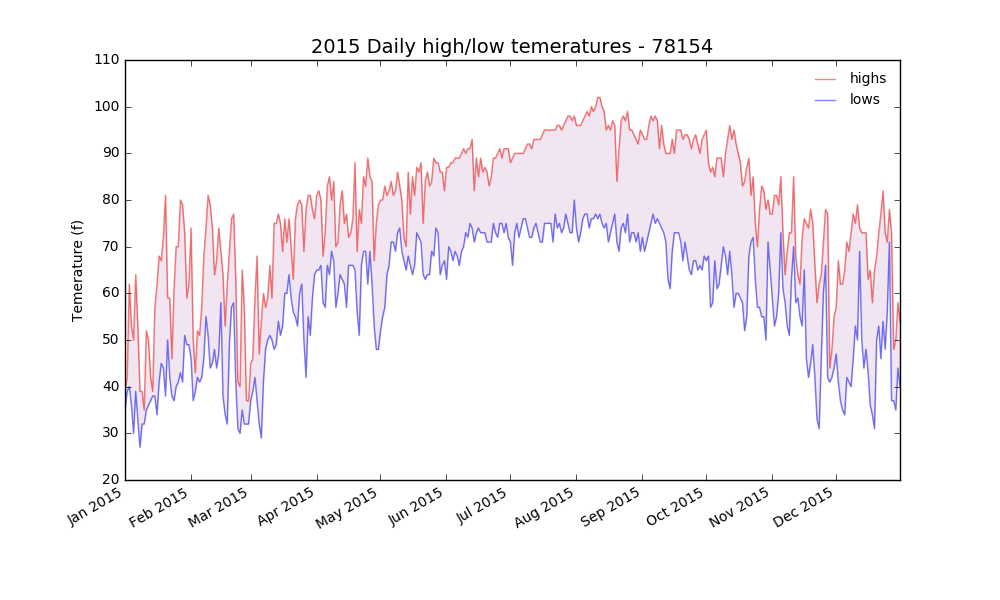 2015 Daily high/low temeratures - 78154
highs
lows
Temerature (f)
110
100
90
80
70
60
50
40
30
20
Jan 2015
Feb 2015
Mar 2015
Apr 2015
May 2015
Jun 2015
Jul 2015
Aug 2015
Sep 2015
Oct 2015
Nov 2015
Dec 2015